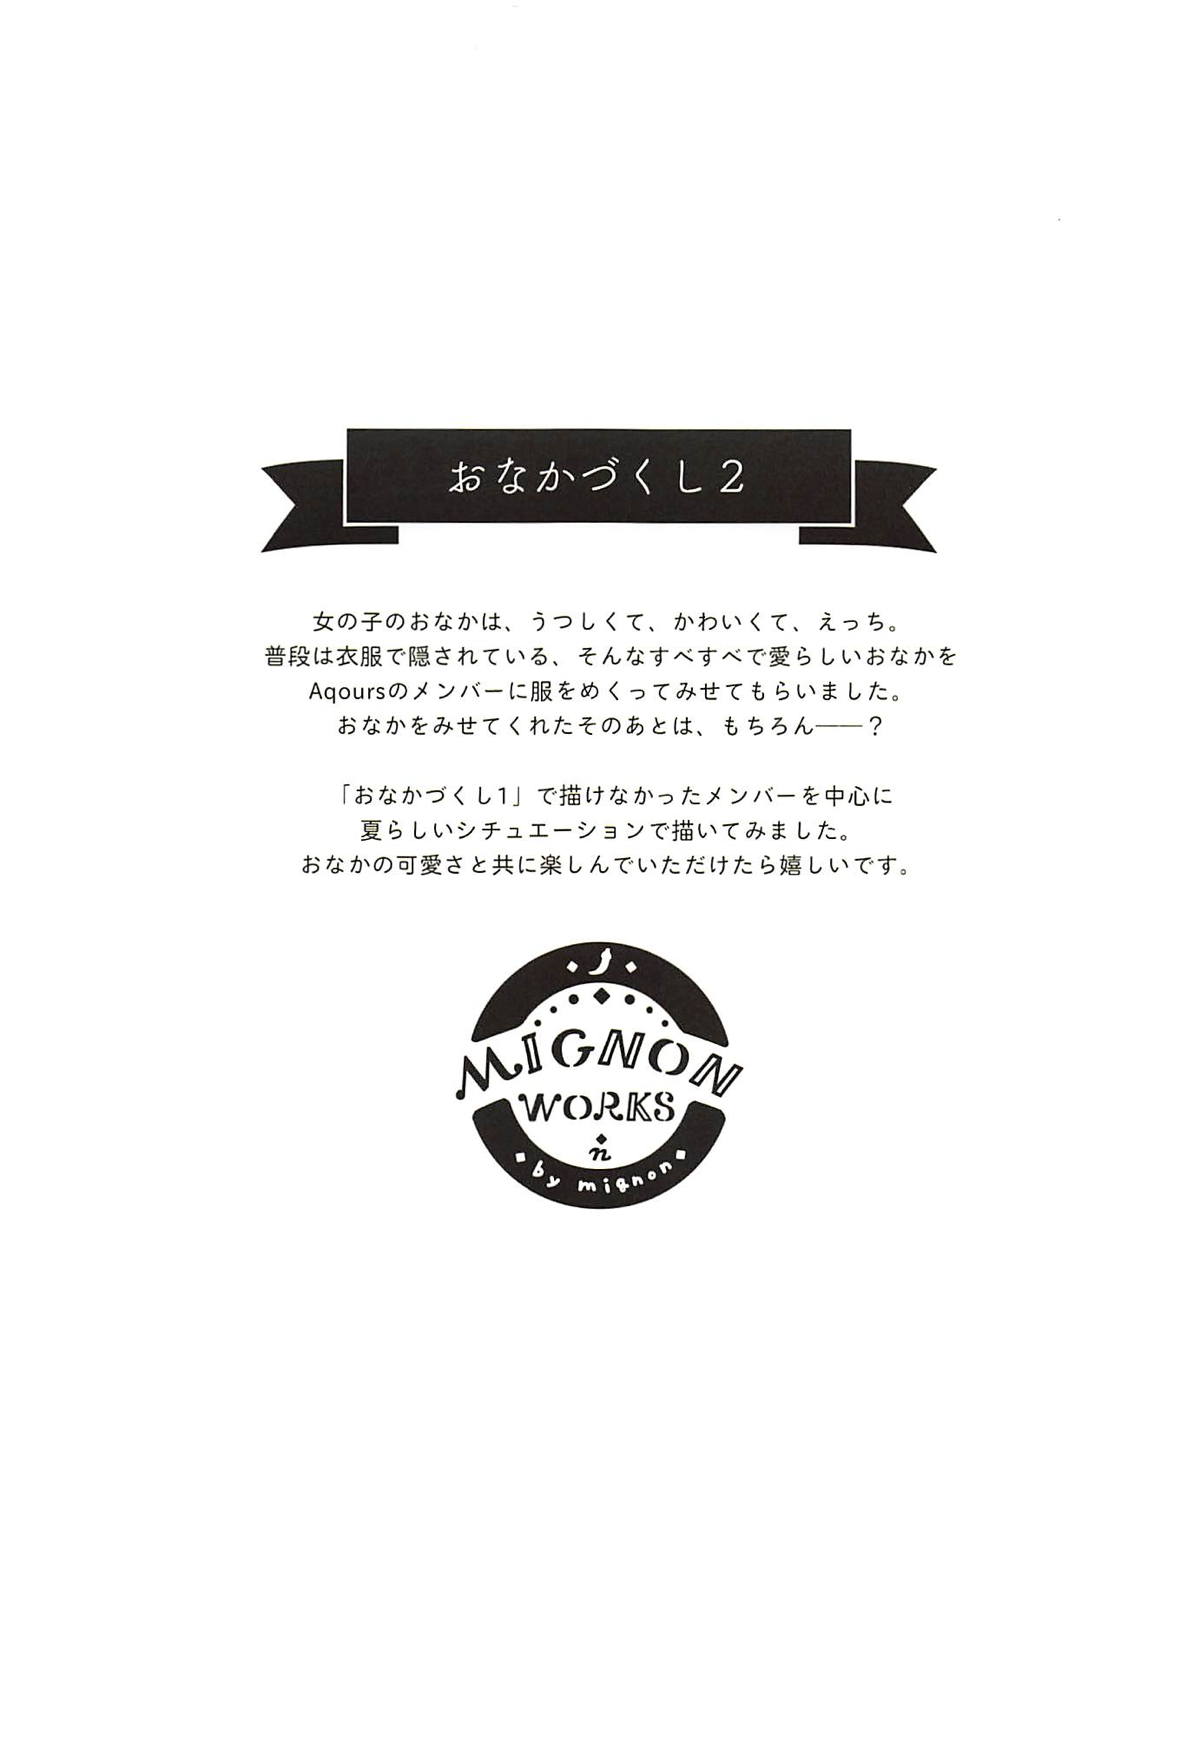 おなかづくし2
女の子のおなかは、うつしくて、かわいくて、えっち。
普段は衣服で隠されている、そんなすべすべで愛らしいおなかを
Aqoursのメンバーに服をめくってみせてもらいました。
おなかをみせてくれたそのあとは、もちろん──？
「おなかづくし1」で描けなかったメンバーを中心に
夏らしいシチュエーションで描いてみました。
おなかの可愛さと共に楽しんでいただけたら嬉しいです。
MIGNON
WORKS
n
by mignon